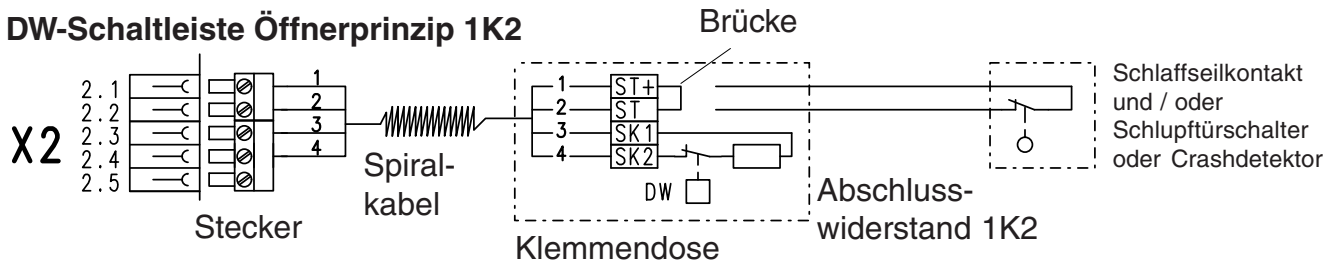 DW-Schaltleiste Öffnerprinzip 1K2
Brücke
X2
2.1
2.2
2.3
2.4
2.5
1
2
3
4
Stecker
Spiral-
kabel
1
2
3
4
ST+
ST
SK1
SK2
DW
Klemmendose
Abschluss-
widerstand 1K2
Schlaffseilkontakt
und / oder
Schlupftürschalter
oder Crashdetektor